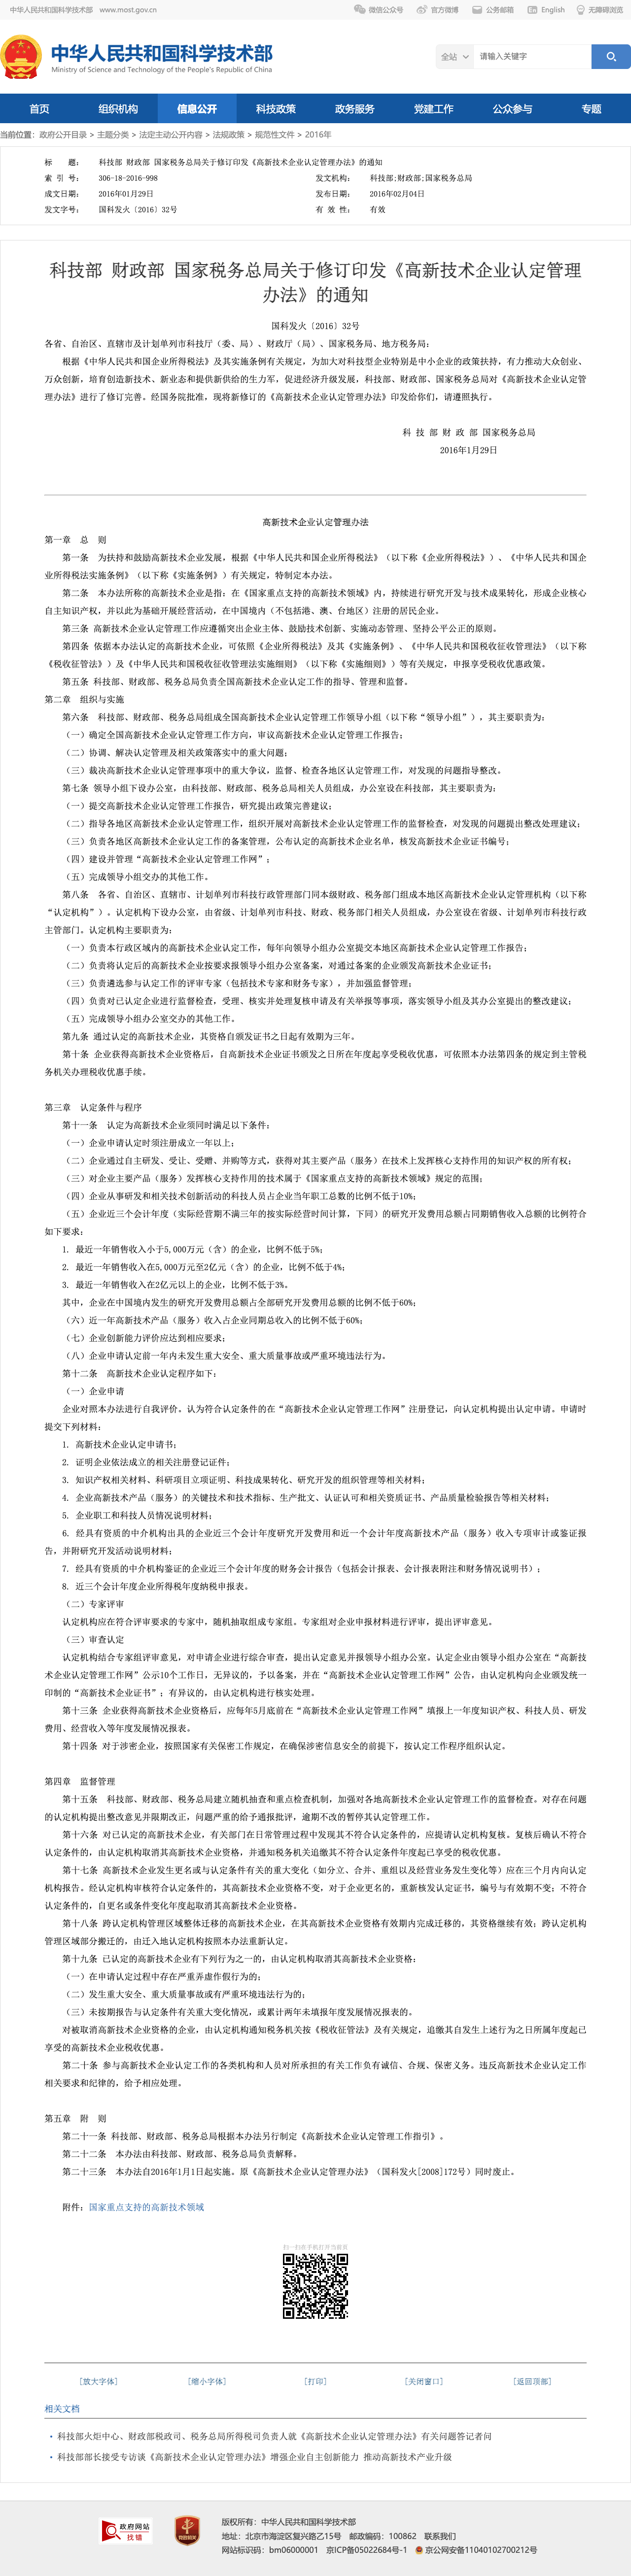 中华人民共和国科学技术部 www.most.gov.cn 微信公众号 官方微博 公务邮箱 English 无障碍浏览
中华人民共和国科学技术部
Ministry of Science and Technology of the People's Republic of China
全站 请输入关键字
首页 组织机构 信息公开 科技政策 政务服务 党建工作 公众参与 专题
当前位置：政府公开目录 > 主题分类 > 法定主动公开内容 > 法规政策 > 规范性文件 > 2016年
标 题： 科技部 财政部 国家税务总局关于修订印发《高新技术企业认定管理办法》的通知
索 引 号： 306-18-2016-998 发文机构： 科技部;财政部;国家税务总局
成文日期： 2016年01月29日 发布日期： 2016年02月04日
发文字号： 国科发火〔2016〕32号 有 效 性： 有效
科技部 财政部 国家税务总局关于修订印发《高新技术企业认定管理
办法》的通知
国科发火〔2016〕32号
各省、自治区、直辖市及计划单列市科技厅（委、局）、财政厅（局）、国家税务局、地方税务局：
根据《中华人民共和国企业所得税法》及其实施条例有关规定，为加大对科技型企业特别是中小企业的政策扶持，有力推动大众创业、
万众创新，培育创造新技术、新业态和提供新供给的生力军，促进经济升级发展，科技部、财政部、国家税务总局对《高新技术企业认定管
理办法》进行了修订完善。经国务院批准，现将新修订的《高新技术企业认定管理办法》印发给你们，请遵照执行。
科 技 部 财 政 部 国家税务总局
2016年1月29日
高新技术企业认定管理办法
第一章 总 则
第一条 为扶持和鼓励高新技术企业发展，根据《中华人民共和国企业所得税法》（以下称《企业所得税法》）、《中华人民共和国企
业所得税法实施条例》（以下称《实施条例》）有关规定，特制定本办法。
第二条 本办法所称的高新技术企业是指：在《国家重点支持的高新技术领域》内，持续进行研究开发与技术成果转化，形成企业核心
自主知识产权，并以此为基础开展经营活动，在中国境内（不包括港、澳、台地区）注册的居民企业。
第三条 高新技术企业认定管理工作应遵循突出企业主体、鼓励技术创新、实施动态管理、坚持公平公正的原则。
第四条 依据本办法认定的高新技术企业，可依照《企业所得税法》及其《实施条例》、《中华人民共和国税收征收管理法》（以下称
《税收征管法》）及《中华人民共和国税收征收管理法实施细则》（以下称《实施细则》）等有关规定，申报享受税收优惠政策。
第五条 科技部、财政部、税务总局负责全国高新技术企业认定工作的指导、管理和监督。
第二章 组织与实施
第六条 科技部、财政部、税务总局组成全国高新技术企业认定管理工作领导小组（以下称“领导小组”），其主要职责为：
（一）确定全国高新技术企业认定管理工作方向，审议高新技术企业认定管理工作报告；
（二）协调、解决认定管理及相关政策落实中的重大问题；
（三）裁决高新技术企业认定管理事项中的重大争议，监督、检查各地区认定管理工作，对发现的问题指导整改。
第七条 领导小组下设办公室，由科技部、财政部、税务总局相关人员组成，办公室设在科技部，其主要职责为：
（一）提交高新技术企业认定管理工作报告，研究提出政策完善建议；
（二）指导各地区高新技术企业认定管理工作，组织开展对高新技术企业认定管理工作的监督检查，对发现的问题提出整改处理建议；
（三）负责各地区高新技术企业认定工作的备案管理，公布认定的高新技术企业名单，核发高新技术企业证书编号；
（四）建设并管理“高新技术企业认定管理工作网”；
（五）完成领导小组交办的其他工作。
第八条 各省、自治区、直辖市、计划单列市科技行政管理部门同本级财政、税务部门组成本地区高新技术企业认定管理机构（以下称
“认定机构”）。认定机构下设办公室，由省级、计划单列市科技、财政、税务部门相关人员组成，办公室设在省级、计划单列市科技行政
主管部门。认定机构主要职责为：
（一）负责本行政区域内的高新技术企业认定工作，每年向领导小组办公室提交本地区高新技术企业认定管理工作报告；
（二）负责将认定后的高新技术企业按要求报领导小组办公室备案，对通过备案的企业颁发高新技术企业证书；
（三）负责遴选参与认定工作的评审专家（包括技术专家和财务专家），并加强监督管理；
（四）负责对已认定企业进行监督检查，受理、核实并处理复核申请及有关举报等事项，落实领导小组及其办公室提出的整改建议；
（五）完成领导小组办公室交办的其他工作。
第九条 通过认定的高新技术企业，其资格自颁发证书之日起有效期为三年。
第十条 企业获得高新技术企业资格后，自高新技术企业证书颁发之日所在年度起享受税收优惠，可依照本办法第四条的规定到主管税
务机关办理税收优惠手续。
第三章 认定条件与程序
第十一条 认定为高新技术企业须同时满足以下条件：
（一）企业申请认定时须注册成立一年以上；
（二）企业通过自主研发、受让、受赠、并购等方式，获得对其主要产品（服务）在技术上发挥核心支持作用的知识产权的所有权；
（三）对企业主要产品（服务）发挥核心支持作用的技术属于《国家重点支持的高新技术领域》规定的范围；
（四）企业从事研发和相关技术创新活动的科技人员占企业当年职工总数的比例不低于10%；
（五）企业近三个会计年度（实际经营期不满三年的按实际经营时间计算，下同）的研究开发费用总额占同期销售收入总额的比例符合
如下要求：
1. 最近一年销售收入小于5,000万元（含）的企业，比例不低于5%；
2. 最近一年销售收入在5,000万元至2亿元（含）的企业，比例不低于4%；
3. 最近一年销售收入在2亿元以上的企业，比例不低于3%。
其中，企业在中国境内发生的研究开发费用总额占全部研究开发费用总额的比例不低于60%；
（六）近一年高新技术产品（服务）收入占企业同期总收入的比例不低于60%；
（七）企业创新能力评价应达到相应要求；
（八）企业申请认定前一年内未发生重大安全、重大质量事故或严重环境违法行为。
第十二条 高新技术企业认定程序如下：
（一）企业申请
企业对照本办法进行自我评价。认为符合认定条件的在“高新技术企业认定管理工作网”注册登记，向认定机构提出认定申请。申请时
提交下列材料：
1. 高新技术企业认定申请书；
2. 证明企业依法成立的相关注册登记证件；
3. 知识产权相关材料、科研项目立项证明、科技成果转化、研究开发的组织管理等相关材料；
4. 企业高新技术产品（服务）的关键技术和技术指标、生产批文、认证认可和相关资质证书、产品质量检验报告等相关材料；
5. 企业职工和科技人员情况说明材料；
6. 经具有资质的中介机构出具的企业近三个会计年度研究开发费用和近一个会计年度高新技术产品（服务）收入专项审计或鉴证报
告，并附研究开发活动说明材料；
7. 经具有资质的中介机构鉴证的企业近三个会计年度的财务会计报告（包括会计报表、会计报表附注和财务情况说明书）；
8. 近三个会计年度企业所得税年度纳税申报表。
（二）专家评审
认定机构应在符合评审要求的专家中，随机抽取组成专家组。专家组对企业申报材料进行评审，提出评审意见。
（三）审查认定
认定机构结合专家组评审意见，对申请企业进行综合审查，提出认定意见并报领导小组办公室。认定企业由领导小组办公室在“高新技
术企业认定管理工作网”公示10个工作日，无异议的，予以备案，并在“高新技术企业认定管理工作网”公告，由认定机构向企业颁发统一
印制的“高新技术企业证书”；有异议的，由认定机构进行核实处理。
第十三条 企业获得高新技术企业资格后，应每年5月底前在“高新技术企业认定管理工作网”填报上一年度知识产权、科技人员、研发
费用、经营收入等年度发展情况报表。
第十四条 对于涉密企业，按照国家有关保密工作规定，在确保涉密信息安全的前提下，按认定工作程序组织认定。
第四章 监督管理
第十五条 科技部、财政部、税务总局建立随机抽查和重点检查机制，加强对各地高新技术企业认定管理工作的监督检查。对存在问题
的认定机构提出整改意见并限期改正，问题严重的给予通报批评，逾期不改的暂停其认定管理工作。
第十六条 对已认定的高新技术企业，有关部门在日常管理过程中发现其不符合认定条件的，应提请认定机构复核。复核后确认不符合
认定条件的，由认定机构取消其高新技术企业资格，并通知税务机关追缴其不符合认定条件年度起已享受的税收优惠。
第十七条 高新技术企业发生更名或与认定条件有关的重大变化（如分立、合并、重组以及经营业务发生变化等）应在三个月内向认定
机构报告。经认定机构审核符合认定条件的，其高新技术企业资格不变，对于企业更名的，重新核发认定证书，编号与有效期不变；不符合
认定条件的，自更名或条件变化年度起取消其高新技术企业资格。
第十八条 跨认定机构管理区域整体迁移的高新技术企业，在其高新技术企业资格有效期内完成迁移的，其资格继续有效；跨认定机构
管理区域部分搬迁的，由迁入地认定机构按照本办法重新认定。
第十九条 已认定的高新技术企业有下列行为之一的，由认定机构取消其高新技术企业资格：
（一）在申请认定过程中存在严重弄虚作假行为的；
（二）发生重大安全、重大质量事故或有严重环境违法行为的；
（三）未按期报告与认定条件有关重大变化情况，或累计两年未填报年度发展情况报表的。
对被取消高新技术企业资格的企业，由认定机构通知税务机关按《税收征管法》及有关规定，追缴其自发生上述行为之日所属年度起已
享受的高新技术企业税收优惠。
第二十条 参与高新技术企业认定工作的各类机构和人员对所承担的有关工作负有诚信、合规、保密义务。违反高新技术企业认定工作
相关要求和纪律的，给予相应处理。
第五章 附 则
第二十一条 科技部、财政部、税务总局根据本办法另行制定《高新技术企业认定管理工作指引》。
第二十二条 本办法由科技部、财政部、税务总局负责解释。
第二十三条 本办法自2016年1月1日起实施。原《高新技术企业认定管理办法》（国科发火[2008]172号）同时废止。
附件：国家重点支持的高新技术领域
扫一扫在手机打开当前页
[放大字体] [缩小字体] [打印] [关闭窗口] [返回顶部]
相关文档
• 科技部火炬中心、财政部税政司、税务总局所得税司负责人就《高新技术企业认定管理办法》有关问题答记者问
• 科技部部长接受专访谈《高新技术企业认定管理办法》增强企业自主创新能力 推动高新技术产业升级
政府网站
找错
版权所有：中华人民共和国科学技术部
地址：北京市海淀区复兴路乙15号 邮政编码：100862 联系我们
网站标识码：bm06000001 京ICP备05022684号-1 京公网安备11040102700212号